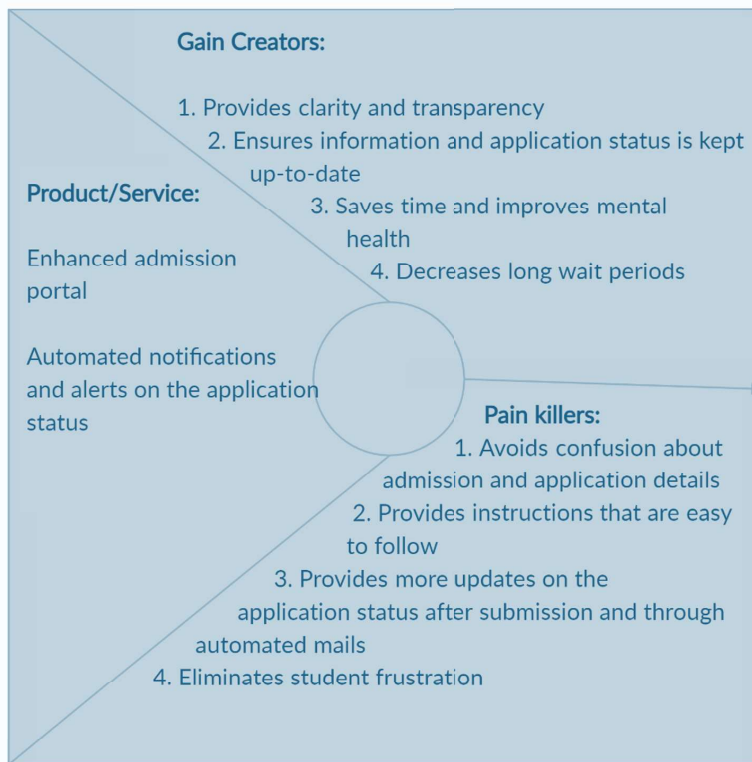 Gain Creators:
1. Provides clarity and transparency
2. Ensures information and application status is kept
up-to-date
3. Saves time and improves mental
health
4. Decreases long wait periods
Product/Service:
Enhanced admission
portal
Automated notifications
and alerts on the application
status
Pain killers:
1. Avoids confusion about
admission and application details
2. Provides instructions that are easy
to follow
3. Provides more updates on the
application status after submission and through
automated mails
4. Eliminates student frustration